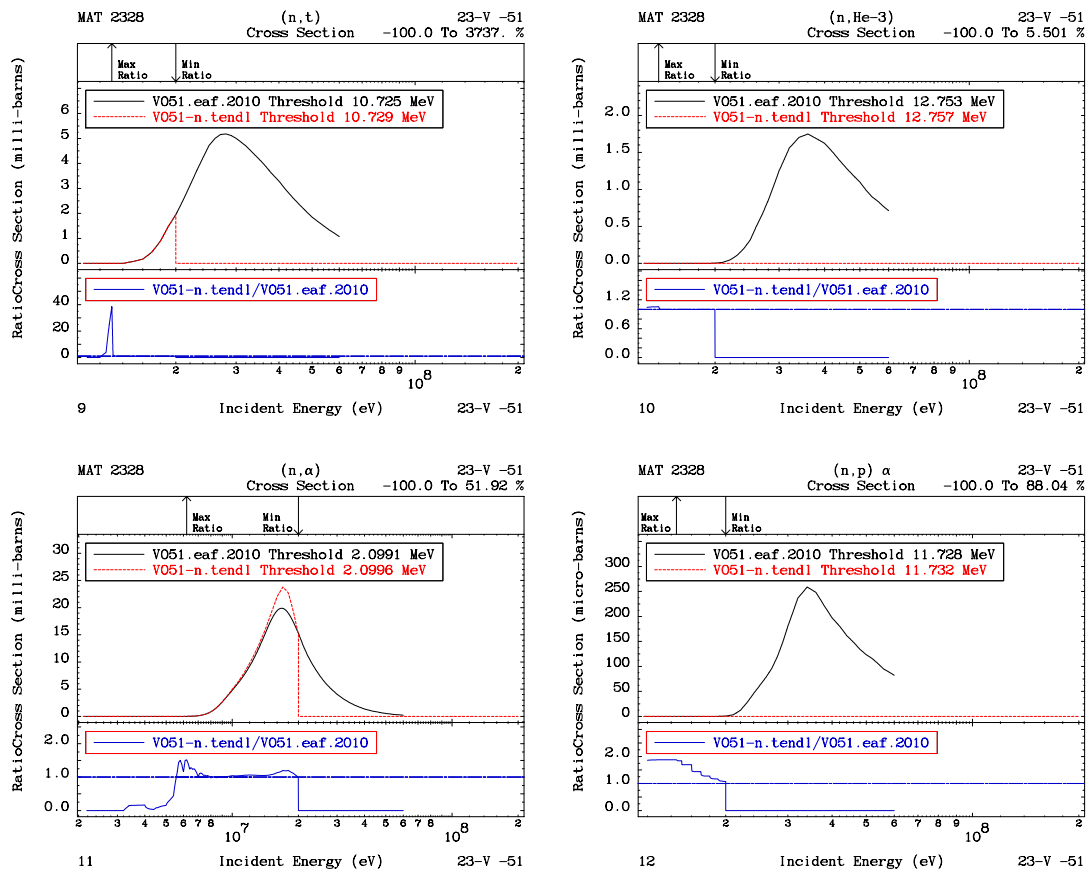 MAT 2328 (n,t) 23-V -51
Cross Section -100.0 To 3737. %
Max Ratio
Min Ratio
V051.eaf.2010 Threshold 10.725 MeV
V051-n.tendl Threshold 10.729 MeV
6
5
4
3
2
1
0
RatioCross Section (milli-barns)
V051-n.tendl/V051.eaf.2010
40
20
0
2 3 4 5 6 7 8 9 10^8 2
9 Incident Energy (eV) 23-V -51
MAT 2328 (n,He-3) 23-V -51
Cross Section -100.0 To 5.501 %
Max Ratio
Min Ratio
V051.eaf.2010 Threshold 12.753 MeV
V051-n.tendl Threshold 12.757 MeV
2.0
1.5
1.0
0.5
0.0
RatioCross Section (milli-barns)
V051-n.tendl/V051.eaf.2010
1.2
0.6
0.0
2 3 4 5 6 7 8 9 10^8 2
10 Incident Energy (eV) 23-V -51
MAT 2328 (n,α) 23-V -51
Cross Section -100.0 To 51.92 %
Max Ratio
Min Ratio
V051.eaf.2010 Threshold 2.0991 MeV
V051-n.tendl Threshold 2.0996 MeV
30
25
20
15
10
5
0
RatioCross Section (milli-barns)
V051-n.tendl/V051.eaf.2010
2.0
1.0
0.0
2 3 4 5 6 7 8 9 10^7 2 3 4 5 6 7 8 9 10^8 2
11 Incident Energy (eV) 23-V -51
MAT 2328 (n,p) α 23-V -51
Cross Section -100.0 To 88.04 %
Max Ratio
Min Ratio
V051.eaf.2010 Threshold 11.728 MeV
V051-n.tendl Threshold 11.732 MeV
300
250
200
150
100
50
0
RatioCross Section (micro-barns)
V051-n.tendl/V051.eaf.2010
2.0
1.0
0.0
2 3 4 5 6 7 8 9 10^8 2
12 Incident Energy (eV) 23-V -51